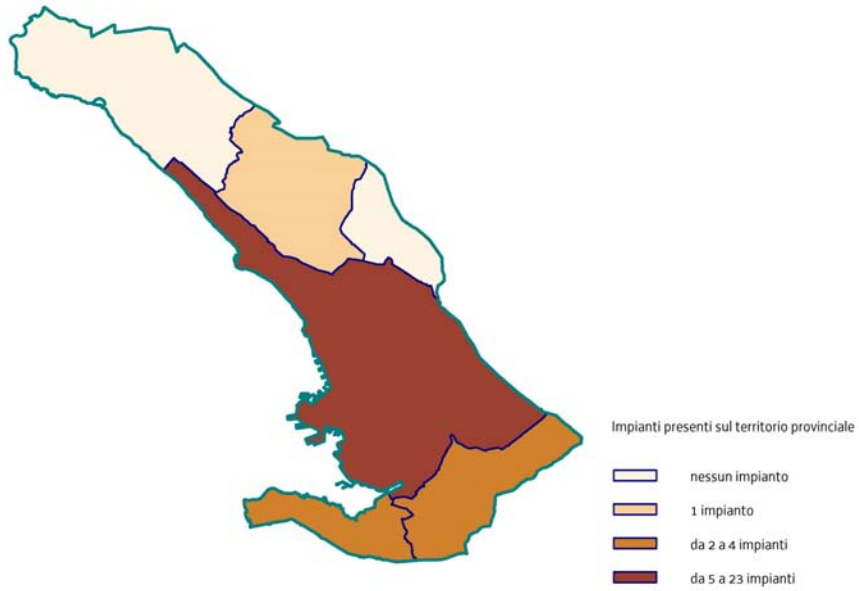 Impianti presenti sul territorio provinciale
nessun impianto
1 impianto
da 2 a 4 impianti
da 5 a 23 impianti